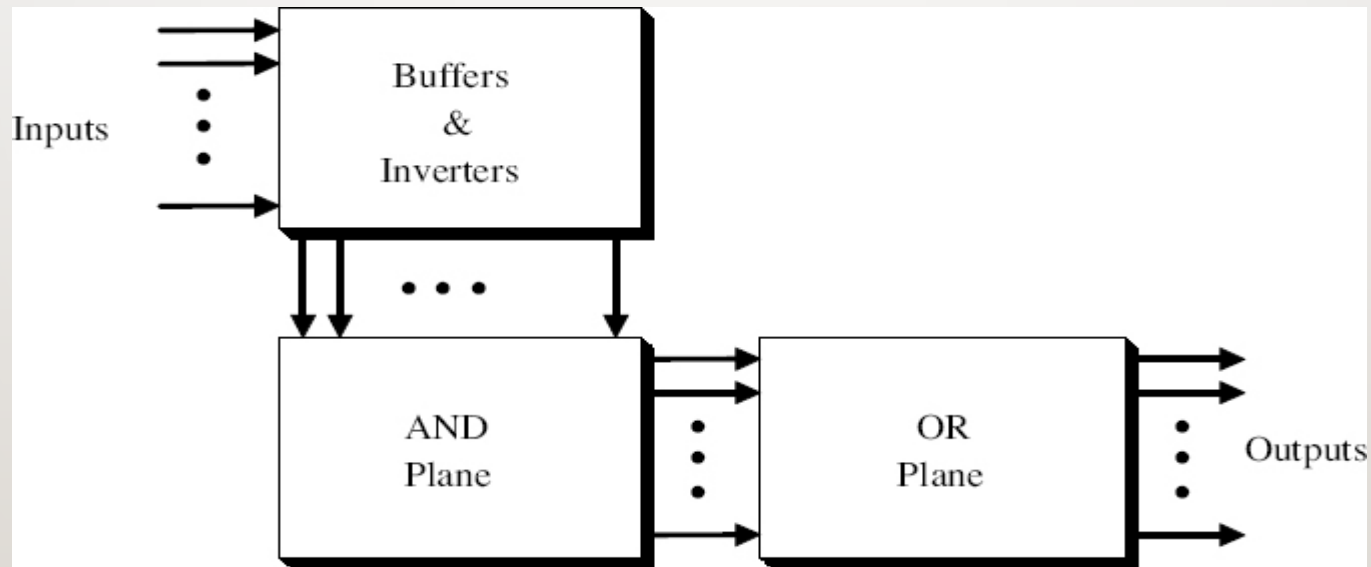 Inputs
Buffers
&
Inverters
AND
Plane
OR
Plane
Outputs